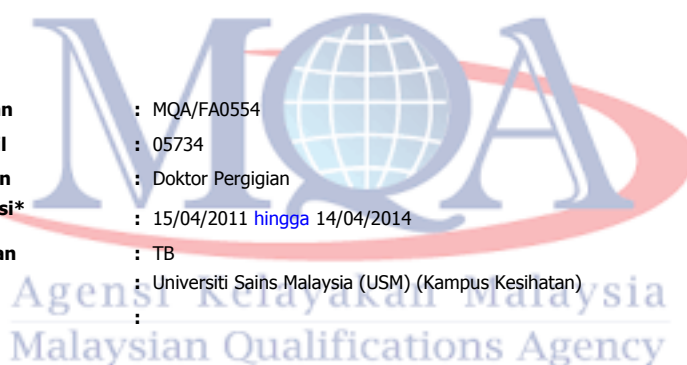 MQA
: MQA/FA0554
: 05734
: Doktor Pergigian
si*
: 15/04/2011 hingga 14/04/2014
: TB
: Universiti Sains Malaysia (USM) (Kampus Kesihatan)
:
Agensi Kelayakan Malaysia
Malaysian Qualifications Agency